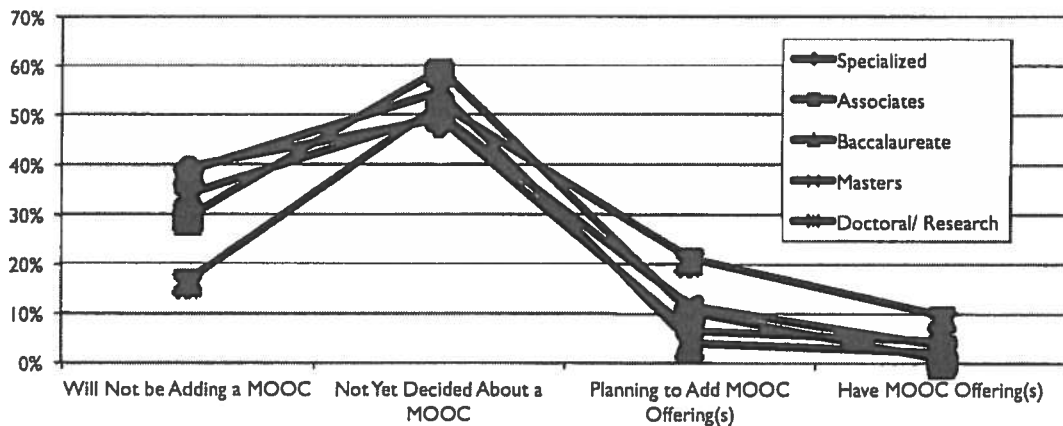 70%
60%
50%
40%
30%
20%
10%
0%
Specialized
Associates
Baccalaureate
Masters
Doctoral/ Research
Will Not be Adding a MOOC
Not Yet Decided About a
MOOC
Planning to Add MOOC
Offering(s)
Have MOOC Offering(s)